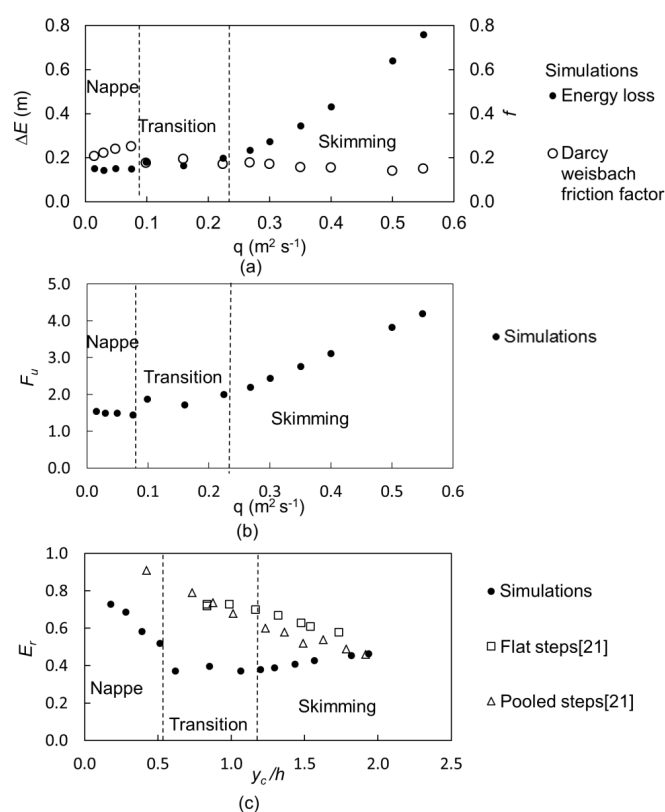 0.8
0.6
0.4
0.2
0.0
ΔE (m)
Nappe
Transition
Skimming
0.8
0.6
0.4
0.2
0.0
f
0.0 0.1 0.2 0.3 0.4 0.5 0.6
q (m² s⁻¹)
(a)
Simulations
Energy loss
Darcy
weisbach
friction factor
5.0
4.0
3.0
2.0
1.0
0.0
F_u
Nappe
Transition
Skimming
0.0 0.1 0.2 0.3 0.4 0.5 0.6
q (m² s⁻¹)
(b)
Simulations
1.0
0.8
0.6
0.4
0.2
0.0
E_r
Nappe
Transition
Skimming
0.0 0.5 1.0 1.5 2.0 2.5
y_c/h
(c)
Simulations
Flat steps[21]
Pooled steps[21]